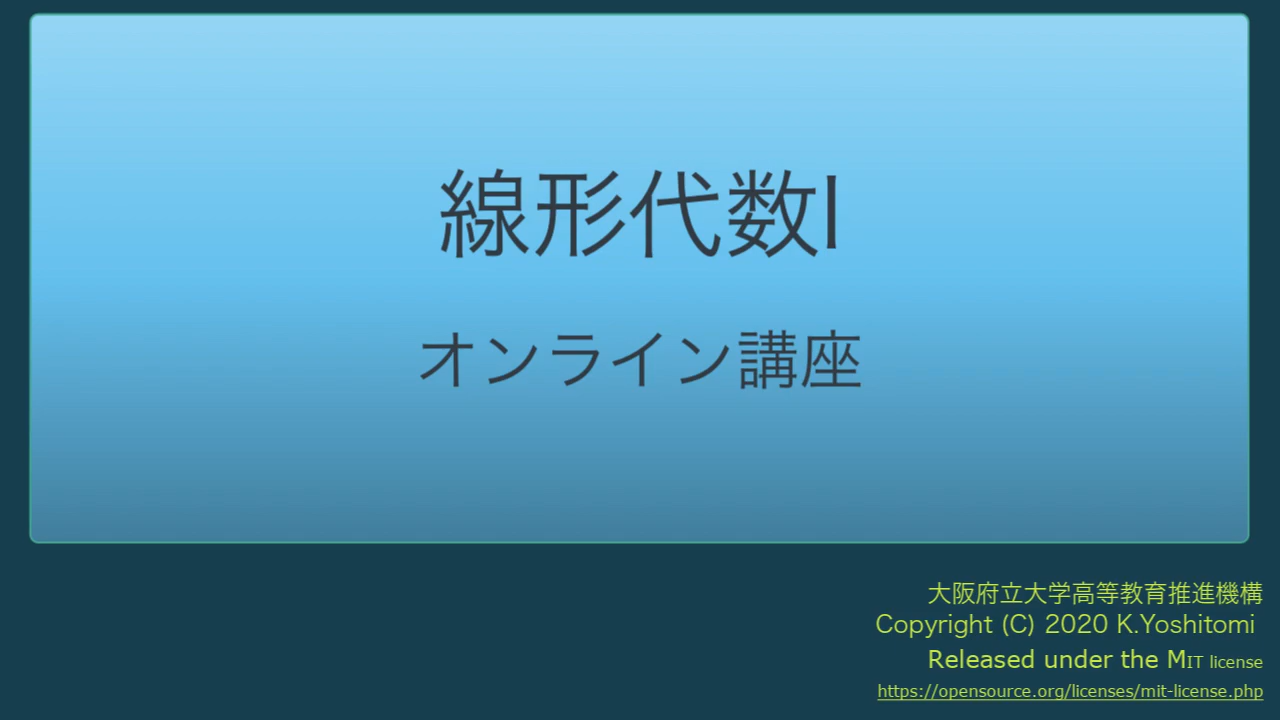 線形代数I
オンライン講座
大阪府立大学高等教育推進機構
Copyright (C) 2020 K.Yoshitomi
Released under the MIT license
https://opensource.org/licenses/mit-license.php